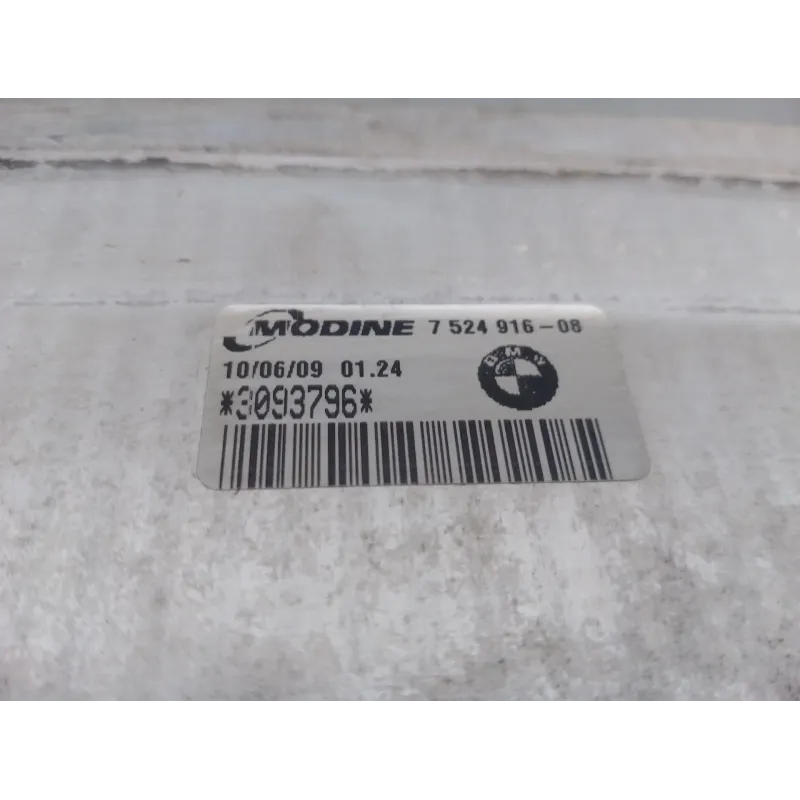 MODINE 7 524 916-08
10/06/09 01.24
BMW
*3093796*